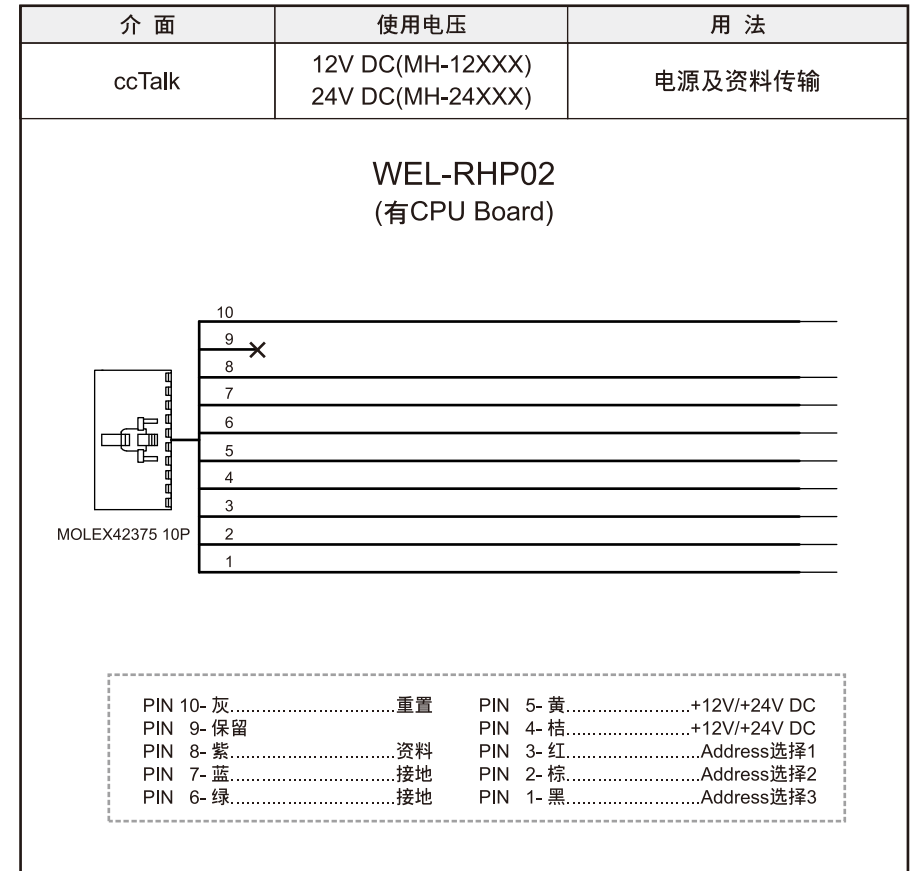 介 面 使用电压 用 法
ccTalk 12V DC(MH-12XXX) 24V DC(MH-24XXX) 电源及资料传输
WEL-RHP02
(有CPU Board)
10
9
8
7
6
5
4
3
2
1
MOLEX42375 10P
PIN 10- 灰..............................重置 PIN 5- 黄.......................+12V/+24V DC
PIN 9- 保留 PIN 4- 桔.......................+12V/+24V DC
PIN 8- 紫..............................资料 PIN 3- 红........................Address选择1
PIN 7- 蓝..............................接地 PIN 2- 棕........................Address选择2
PIN 6- 绿..............................接地 PIN 1- 黑........................Address选择3